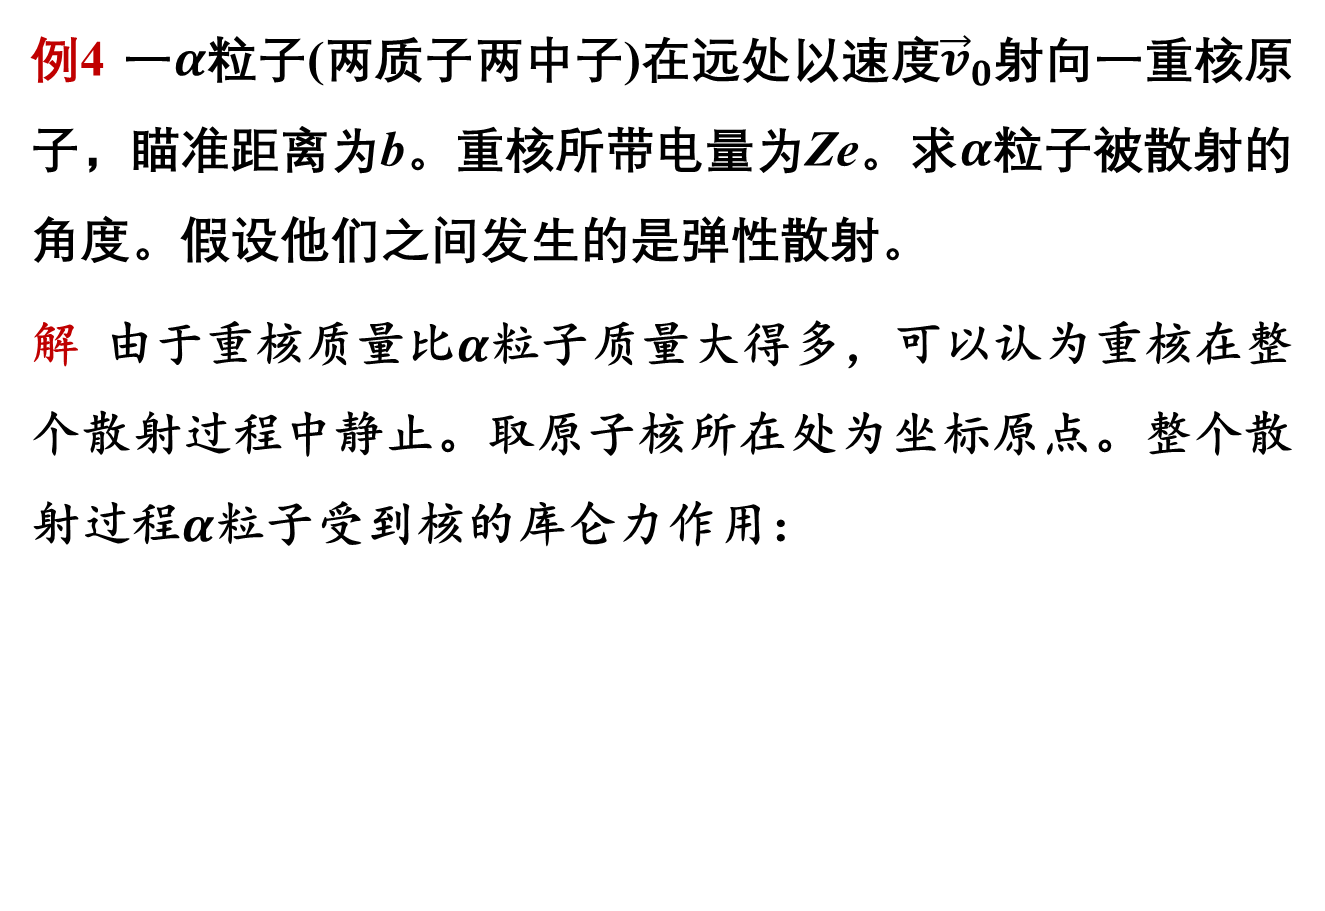 例4 一α粒子(两质子两中子)在远处以速度v⃗₀射向一重核原
子，瞄准距离为b。重核所带电量为Ze。求α粒子被散射的
角度。假设他们之间发生的是弹性散射。
解 由于重核质量比α粒子质量大得多，可以认为重核在整
个散射过程中静止。取原子核所在处为坐标原点。整个散
射过程α粒子受到核的库仑力作用：